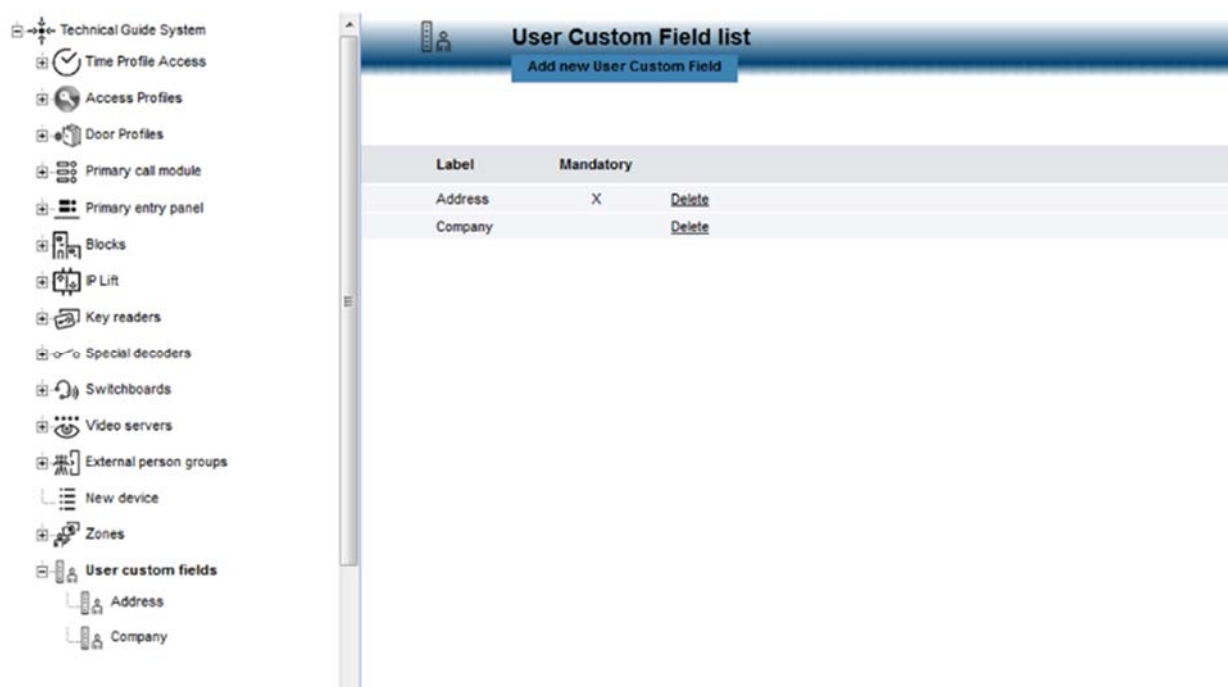 Technical Guide System
Time Profile Access
Access Profiles
Door Profiles
Primary call module
Primary entry panel
Blocks
IP Lift
Key readers
Special decoders
Switchboards
Video servers
External person groups
New device
Zones
User custom fields
Address
Company
User Custom Field list
Add new User Custom Field
Label Mandatory
Address X Delete
Company Delete